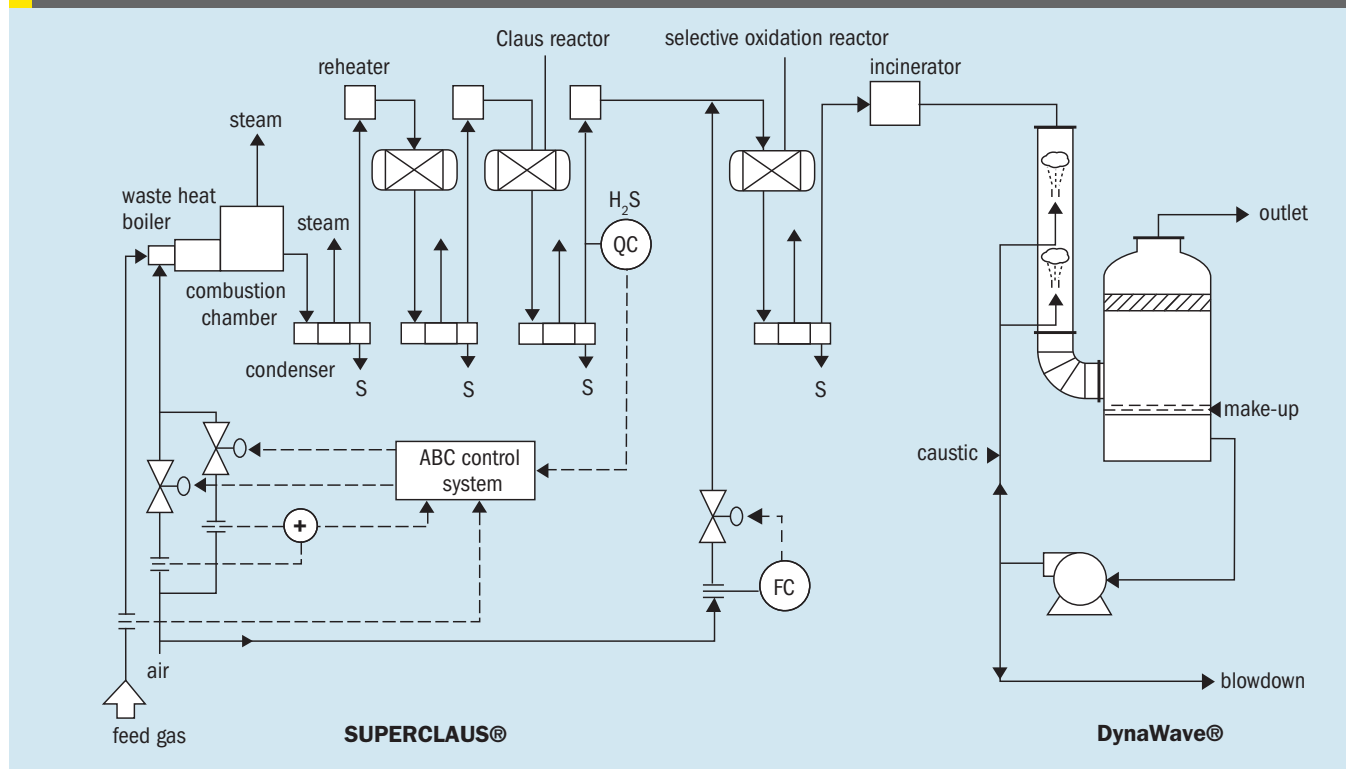 Claus reactor
selective oxidation reactor
reheater
incinerator
steam
waste heat
boiler
steam
H2S
QC
outlet
combustion
chamber
condenser
S
S
S
S
make-up
ABC control
system
caustic
+
FC
air
blowdown
feed gas
SUPERCLAUS®
DynaWave®